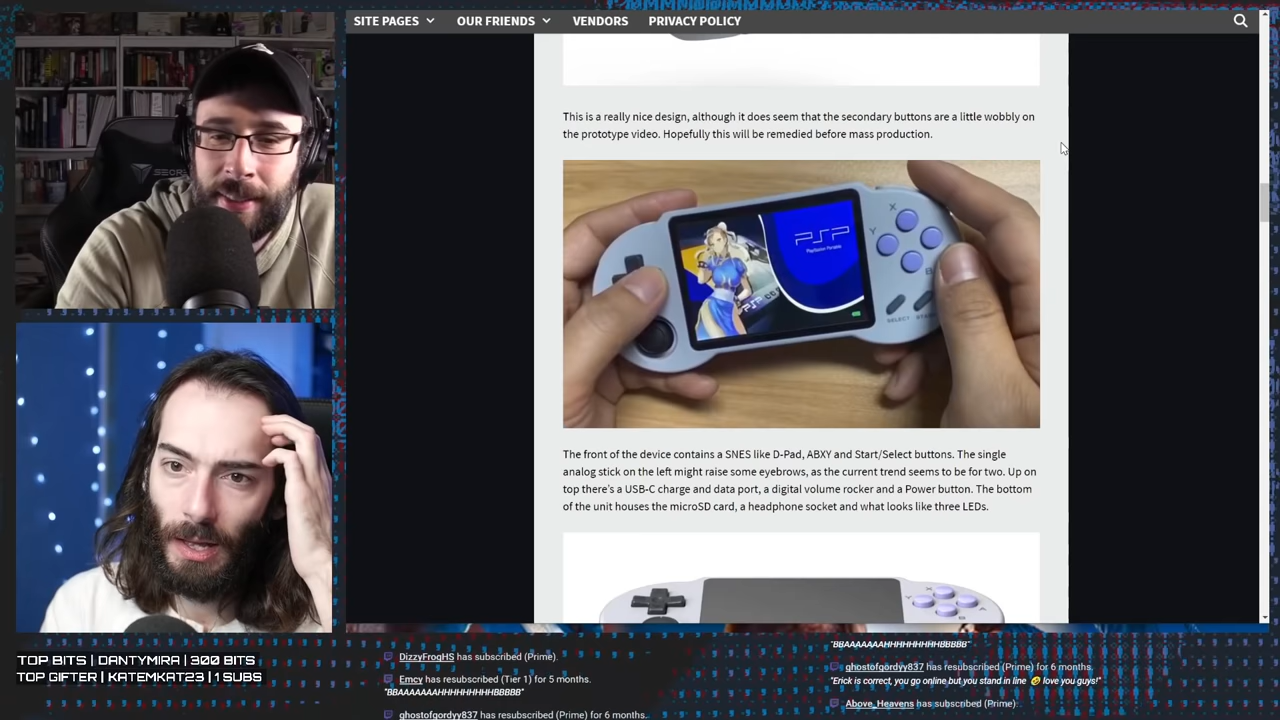 SITE PAGES OUR FRIENDS VENDORS PRIVACY POLICY
This is a really nice design, although it does seem that the secondary buttons are a little wobbly on
the prototype video. Hopefully this will be remedied before mass production.
X
Y
B
PSP
PlayStation Portable
SELECT
The front of the device contains a SNES like D-Pad, ABXY and Start/Select buttons. The single
analog stick on the left might raise some eyebrows, as the current trend seems to be for two. Up on
top there's a USB-C charge and data port, a digital volume rocker and a Power button. The bottom
of the unit houses the microSD card, a headphone socket and what looks like three LEDs.
TOP BITS | DANTYMIRA | 300 BITS
TOP GIFTER | KATEMKAT23 | 1 SUBS
DizzyFrogHS has subscribed (Prime).
Emcv has resubscribed (Tier 1) for 5 months.
"BBAAAAAAAHHHHHHHHHBBBBB"
ghostofgordyy837 has resubscribed (Prime) for 6 months.
"BBAAAAAAAHHHHHHHHHBBBBB"
ghostofgordyy837 has resubscribed (Prime) for 6 months.
"Erick is correct, you go online but you stand in line 🤣 love you guys!"
Above_Heavens has subscribed (Prime).